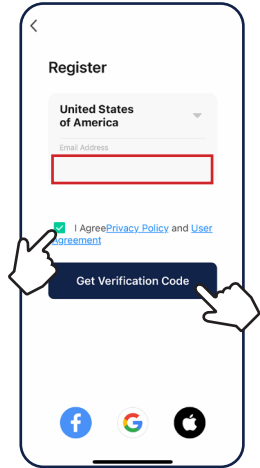 Register
United States
of America
Email Address
I AgreePrivacy Policy and User
Agreement
Get Verification Code